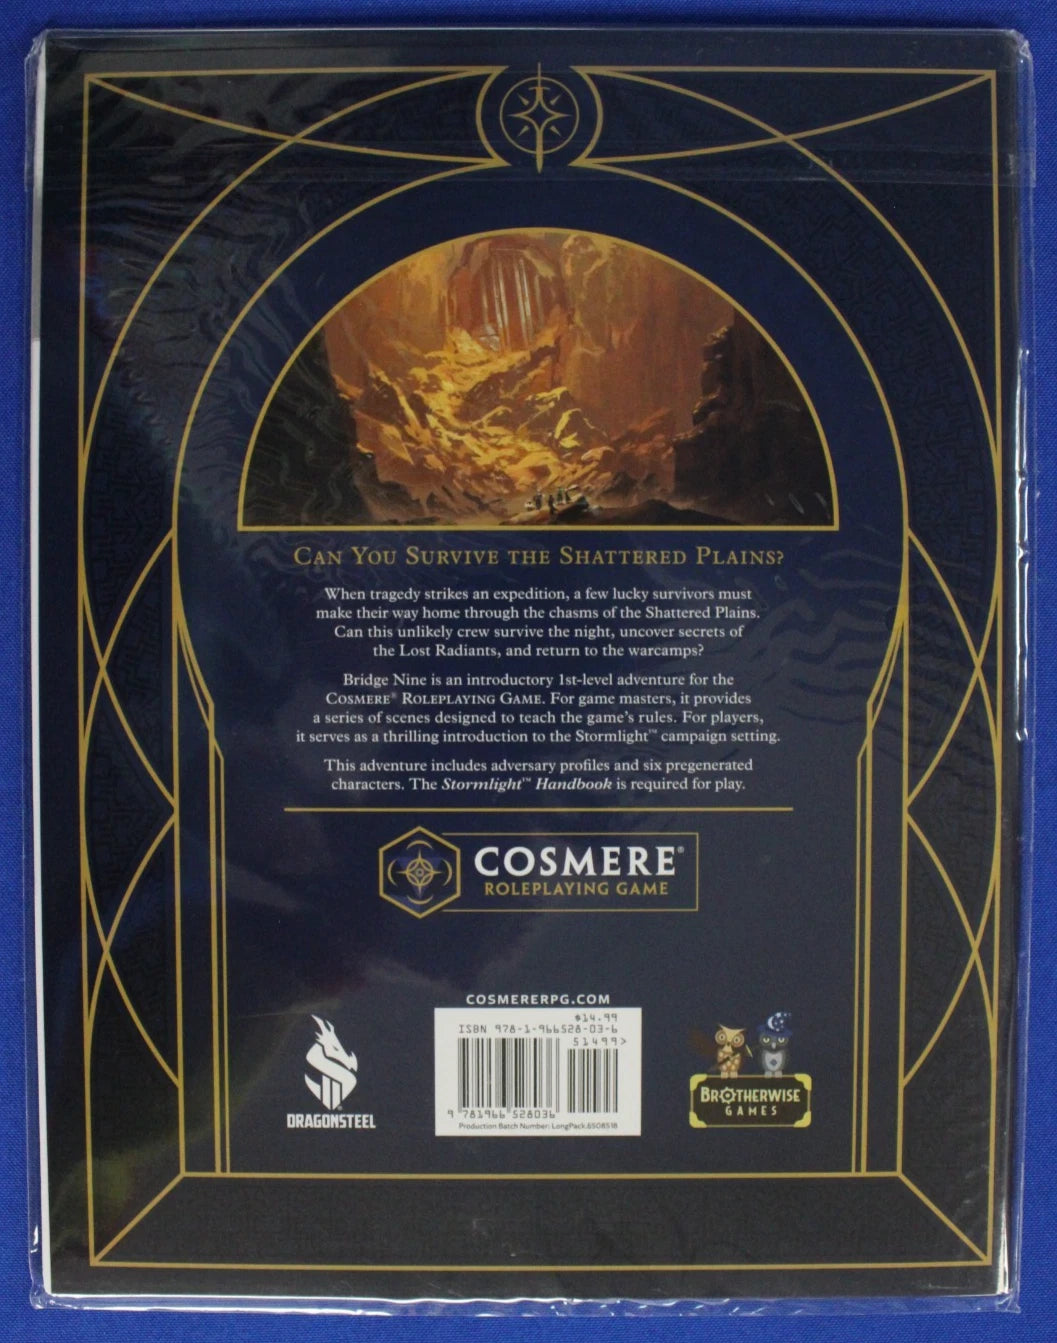 Can You Survive the Shattered Plains?
When tragedy strikes an expedition, a few lucky survivors must
make their way home through the chasms of the Shattered Plains.
Can this unlikely crew survive the night, uncover secrets of
the Lost Radiants, and return to the warcamps?
Bridge Nine is an introductory 1st-level adventure for the
Cosmere® Roleplaying Game. For game masters, it provides
a series of scenes designed to teach the game's rules. For players,
it serves as a thrilling introduction to the Stormlight™ campaign setting.
This adventure includes adversary profiles and six pregenerated
characters. The Stormlight™ Handbook is required for play.
COSMERE®
ROLEPLAYING GAME
COSMERERPG.COM
$14.99
ISBN 978-1-966528-03-6
51499>
9 781966 528036
Production Batch Number: LongPack.6508518
DRAGONSTEEL
BROTHERWISE
GAMES